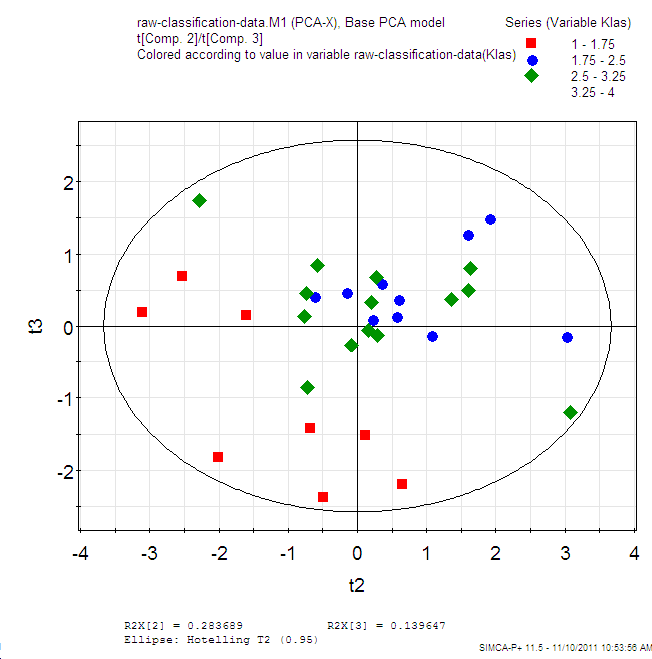 raw-classification-data.M1 (PCA-X), Base PCA model
t[Comp. 2]/t[Comp. 3]
Colored according to value in variable raw-classification-data(Klas)
Series (Variable Klas)
1 - 1.75
1.75 - 2.5
2.5 - 3.25
3.25 - 4
2
1
0
-1
-2
t3
-4 -3 -2 -1 0 1 2 3 4
t2
R2X[2] = 0.283689 R2X[3] = 0.139647
Ellipse: Hotelling T2 (0.95)
SIMCA-P+ 11.5 - 11/10/2011 10:53:56 AM